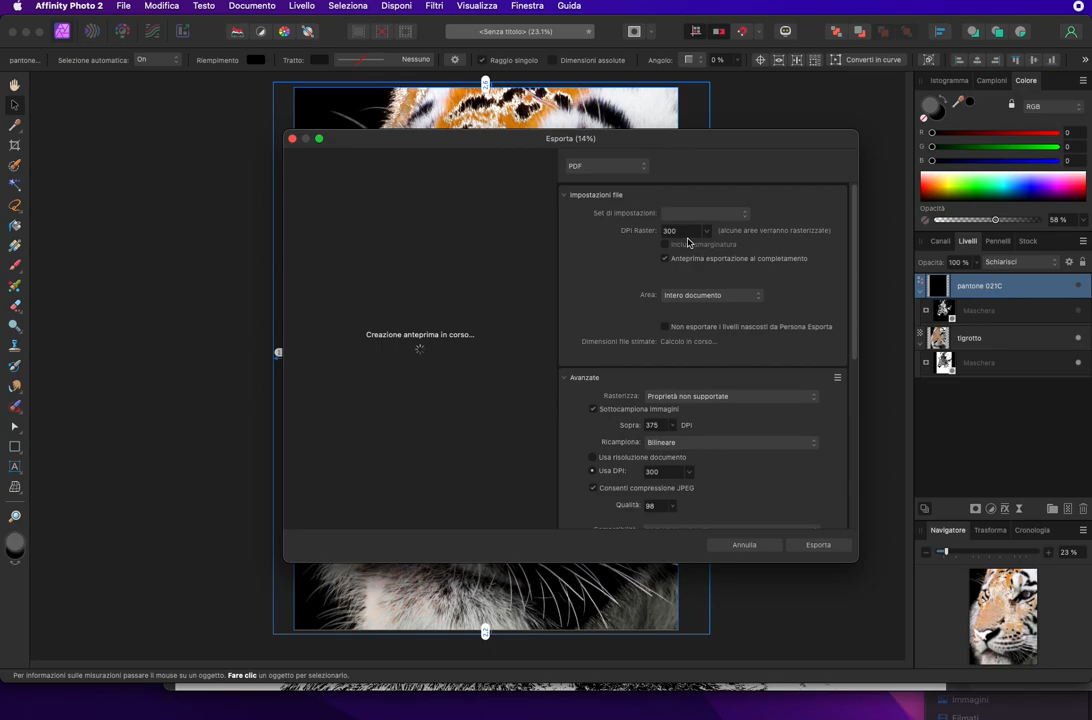 Affinity Photo 2 File Modifica Testo Documento Livello Seleziona Disponi Filtri Visualizza Finestra Guida
<Senza titolo> (23.1%)
pantone... Selezione automatica: On Riempimento Tratto: Nessuno Raggio singolo Dimensioni assolute Angolo: 0 % Converti in curve
Istogramma Campioni Colore
RGB
R 0
G 0
B 0
Opacità
58 %
Canali Livelli Pennelli Stock
Opacità: 100 % Schiarisci
pantone 021C
Maschera
tigrotto
Maschera
Navigatore Trasforma Cronologia
23 %
2,6
Esporta (14%)
PDF
Impostazioni file
Set di impostazioni:
DPI Raster: 300 (alcune aree verranno rasterizzate)
Anteprima esportazione al completamento
Area: Intero documento
Non esportare i livelli nascosti da Persona Esporta
Dimensioni file stimate: Calcolo in corso...
Creazione anteprima in corso...
Avanzate
Rasterizza: Proprietà non supportate
Sottocampiona immagini
Sopra: 375 DPI
Ricampiona: Bilineare
Usa risoluzione documento
Usa DPI: 300
Consenti compressione JPEG
Qualità: 98
Annulla Esporta
2,2
Per informazioni sulle misurazioni passare il mouse su un oggetto. Fare clic un oggetto per selezionarlo.
Immagini
Filmati